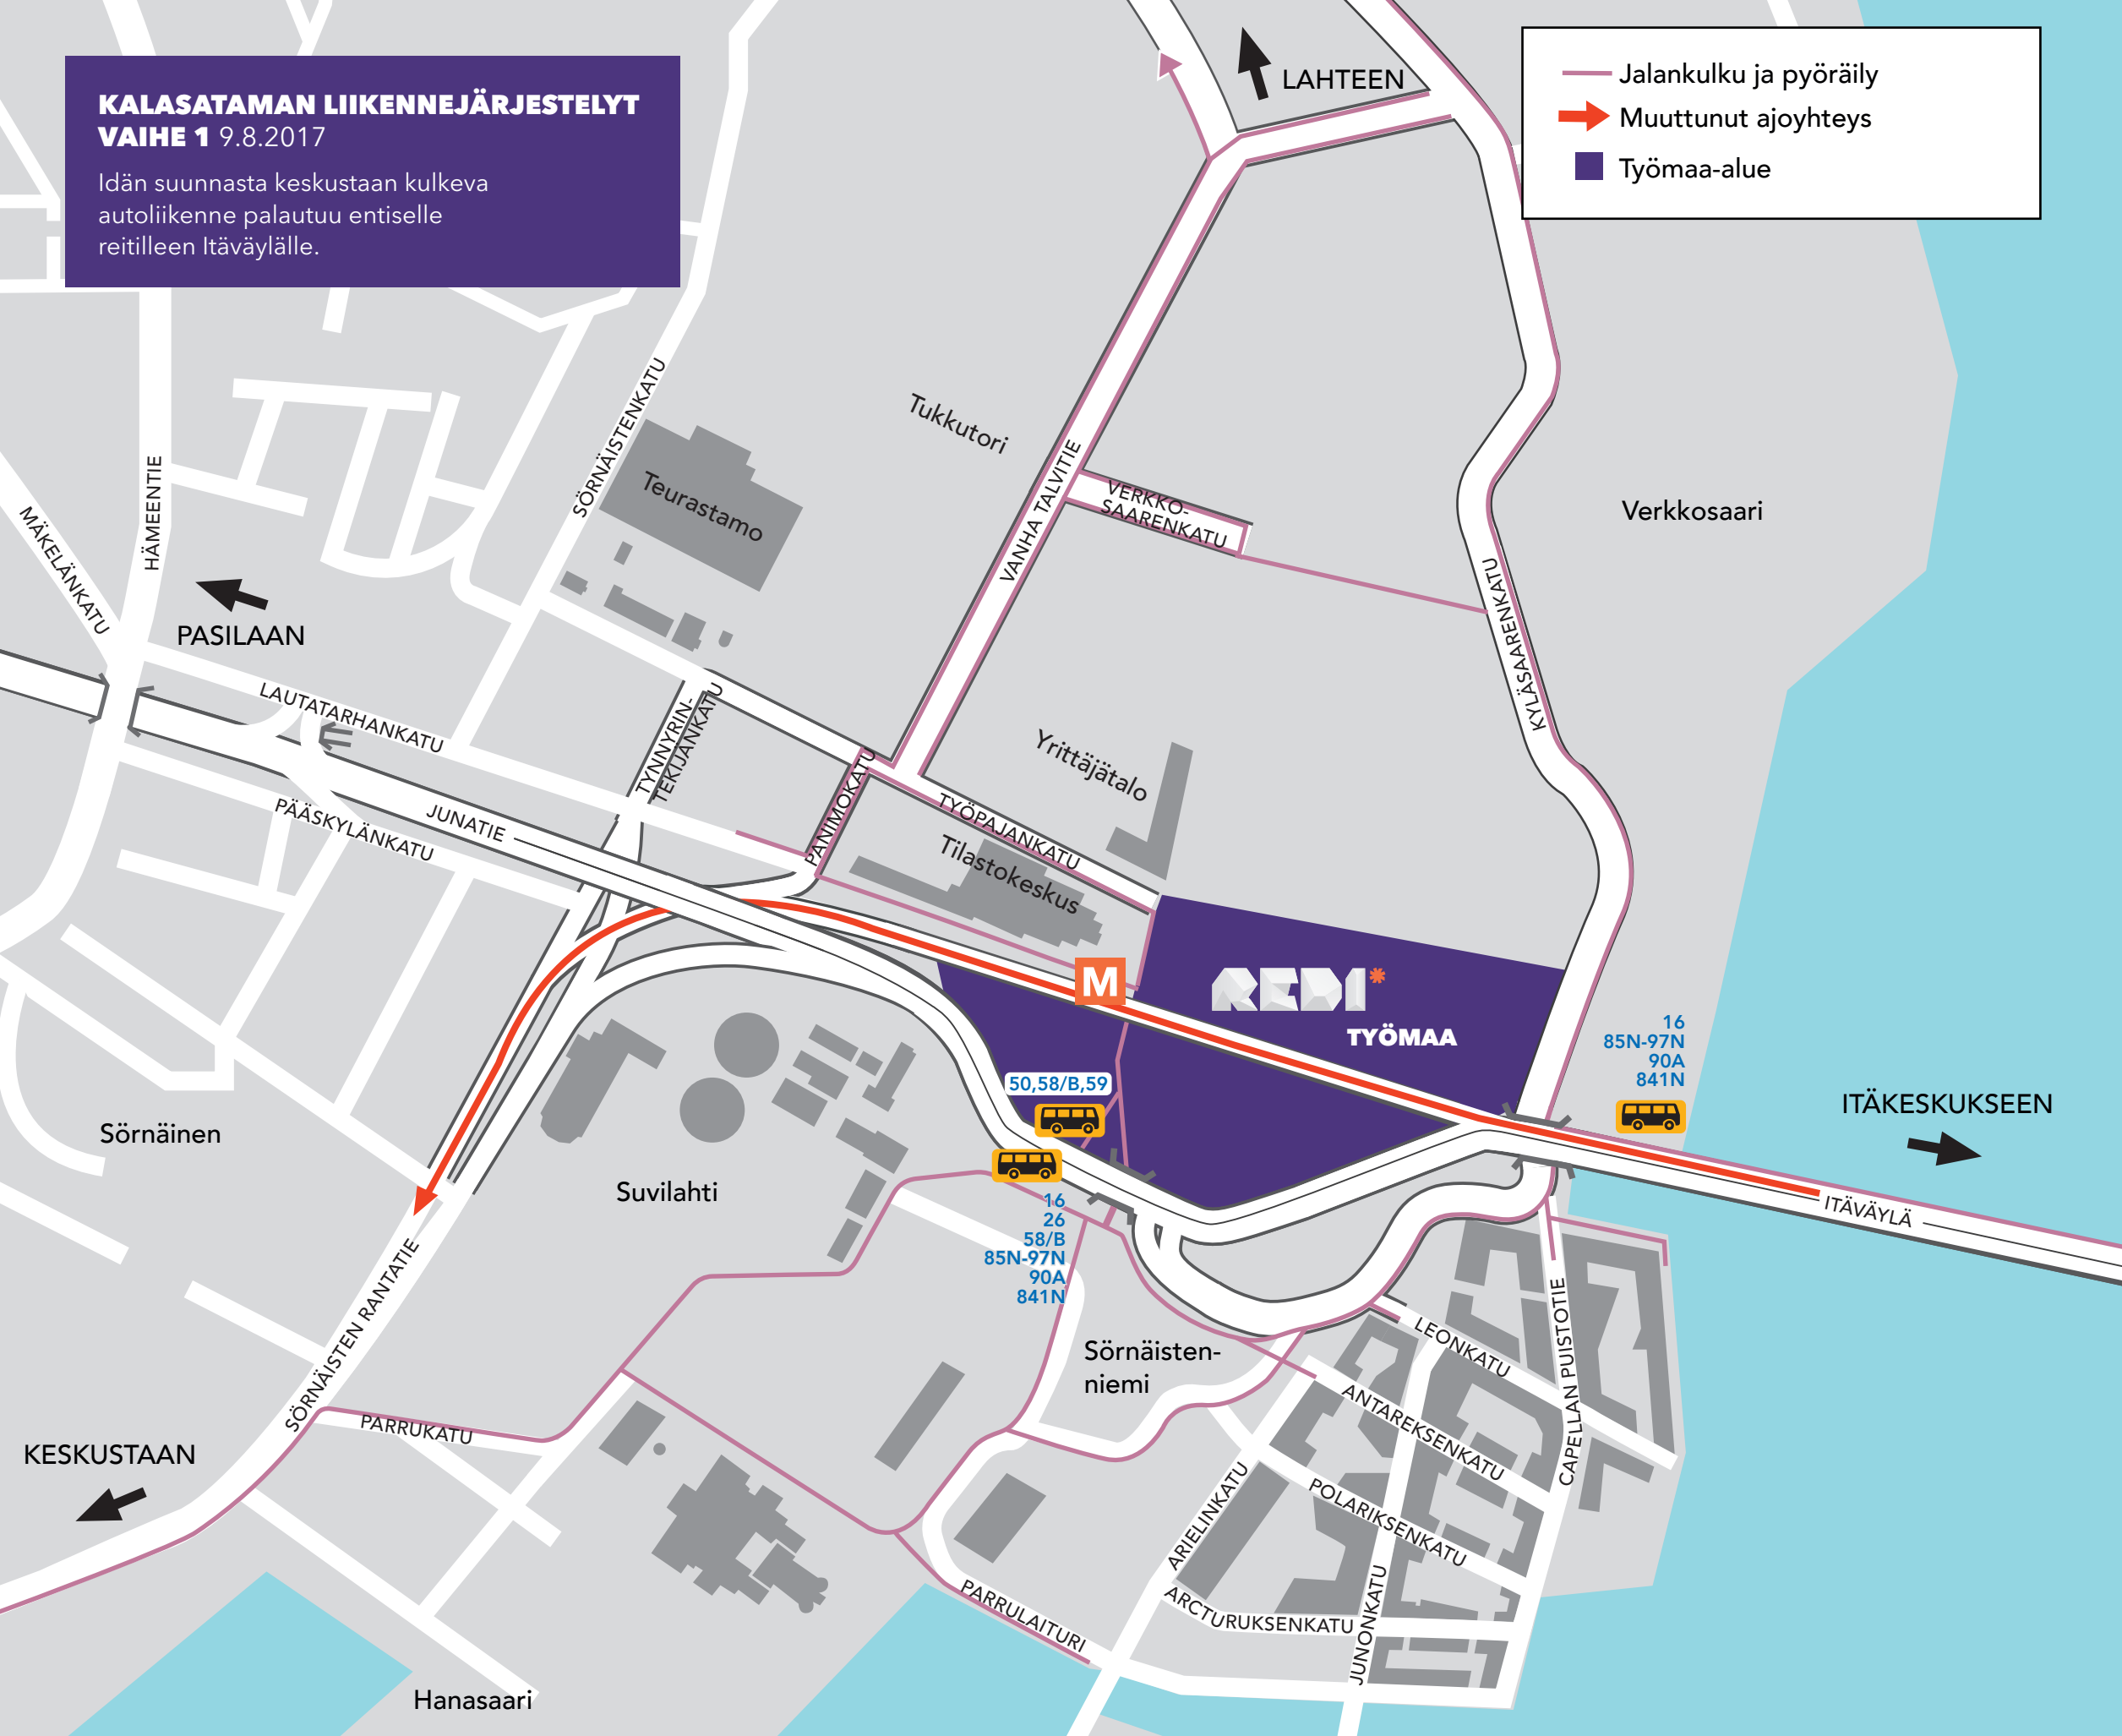 KALASATAMAN LIIKENNEJÄRJESTELYT
VAIHE 1 9.8.2017
Idän suunnasta keskustaan kulkeva
autoliikenne palautuu entiselle
reitilleen Itäväylälle.
LAHTEEN
Jalankulku ja pyöräily
Muuttunut ajoyhteys
Työmaa-alue
SÖRNÄISTENKATU
Tukkutori
Teurastamo
HÄMEENTIE
MÄKELÄNKATU
VANHA TALVITIE
VERKKO-
SAARENKATU
Verkkosaari
KYLÄSAARENKATU
PASILAAN
LAUTATARHANKATU
TYNNYRIN-
TEKIJÄNKATU
PANIMOKATU
Yrittäjätalo
TYÖPAJANKATU
Tilastokeskus
JUNATIE
PÄÄSKYLÄNKATU
M
REDI*
TYÖMAA
16
85N-97N
90A
841N
50,58/B,59
ITÄKESKUKSEEN
Sörnäinen
Suvilahti
16
26
58/B
85N-97N
90A
841N
ITÄVÄYLÄ
SÖRNÄISTEN RANTATIE
Sörnäisten-
niemi
LEONKATU
CAPELLAN PUISTOTIE
ANTAREKSENKATU
PARRUKATU
KESKUSTAAN
ARIELINKATU
POLARIKSENKATU
PARRULAITURI
ARCTURUKSENKATU
JUNONKATU
Hanasaari